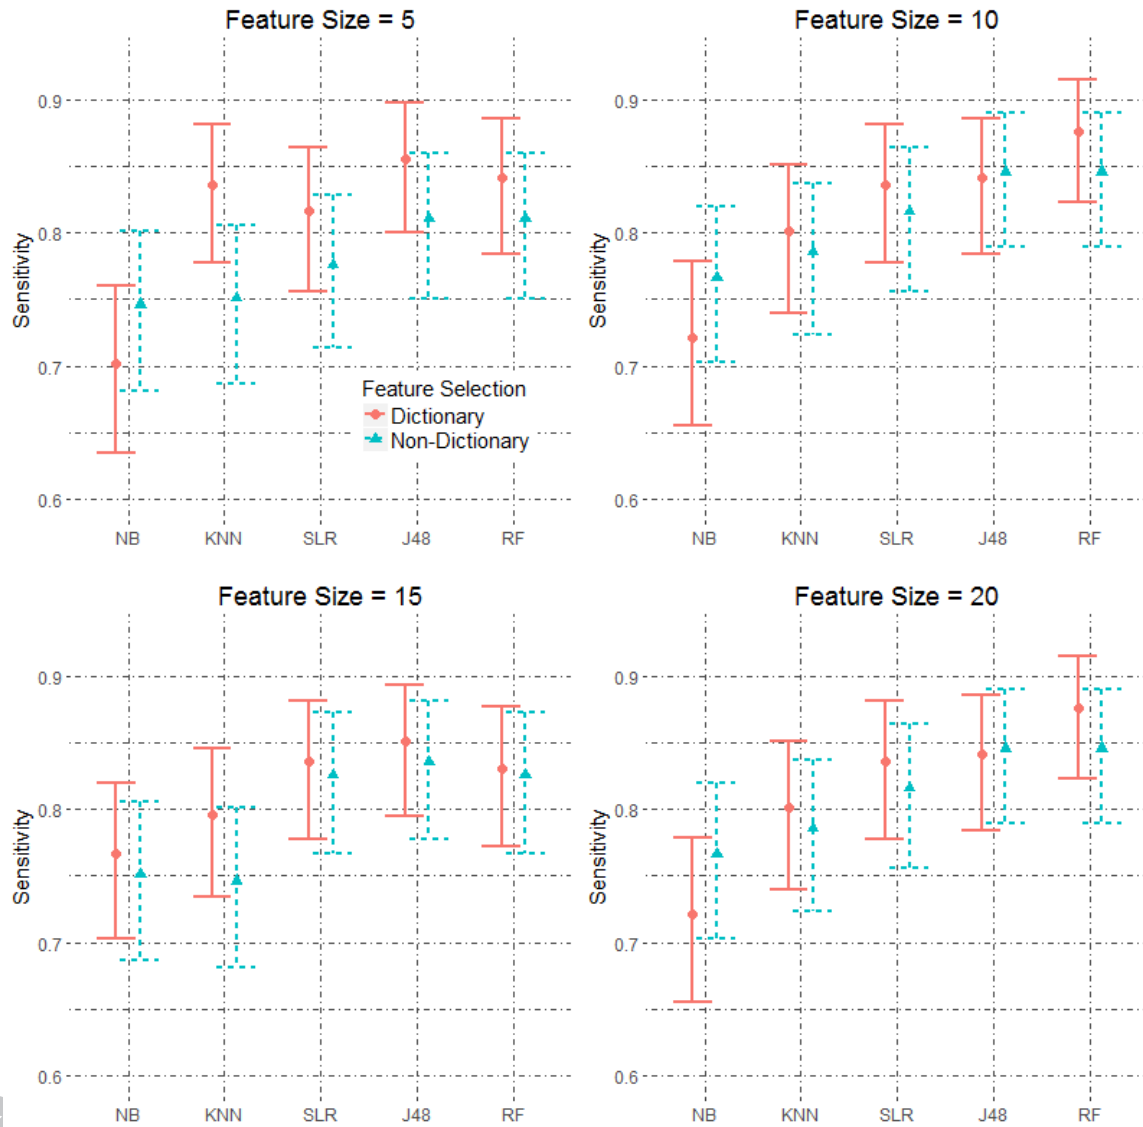 Feature Size = 5
Sensitivity
0.9
0.8
0.7
0.6
Feature Selection
Dictionary
Non-Dictionary
NB KNN SLR J48 RF
Feature Size = 10
Sensitivity
0.9
0.8
0.7
0.6
NB KNN SLR J48 RF
Feature Size = 15
Sensitivity
0.9
0.8
0.7
0.6
NB KNN SLR J48 RF
Feature Size = 20
Sensitivity
0.9
0.8
0.7
0.6
NB KNN SLR J48 RF